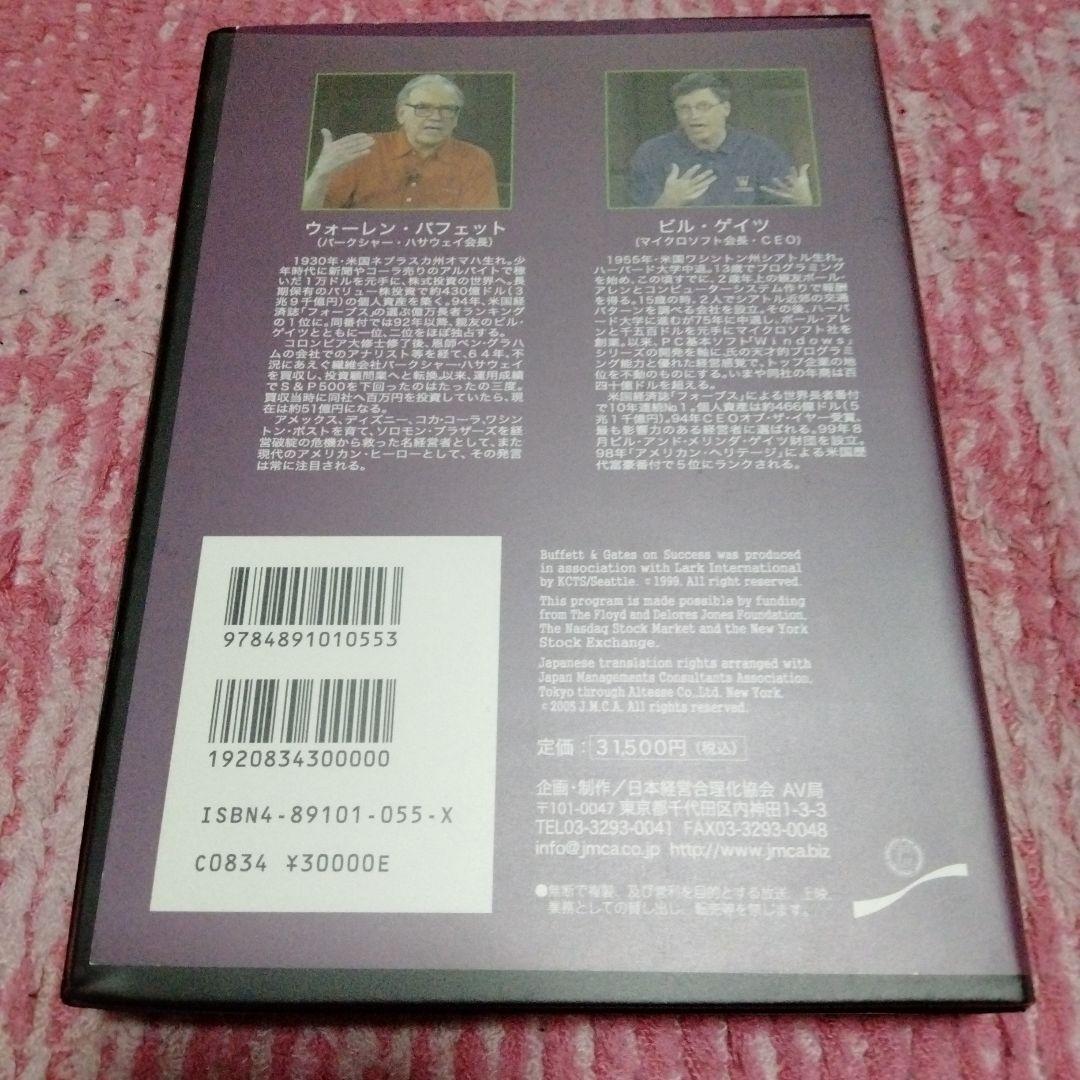 ウォーレン・バフェット
(バークシャー・ハサウェイ会長)
1930年・米国ネブラスカ州オマハ生れ。少
年時代に新聞やコーラ売りのアルバイトで稼
いだ1万ドルを元手に、株式投資の世界へ。長
期保有のバリュー株投資で約430億ドル(3
兆9千億円)の個人資産を築く。94年、米国経
済誌「フォーブス」の選ぶ億万長者ランキング
の1位に。同番付では92年以降、親友のビル・
ゲイツとともに一位、二位をほぼ独占する。
コロンビア大修士修了後、恩師ベン・グラハ
ムの会社でのアナリスト等を経て、64年、不
況にあえぐ繊維会社バークシャー・ハサウェイ
を買収し、投資顧問業へと転換。以来、運用成績
でS&P500を下回ったのはたったの三度。
買収当時に同社へ百万円を投資していたら、現
在は約51億円になる。
アメックス、ディズニー、コカ・コーラ、ワシン
トン・ポストを育て、ソロモン・ブラザーズを経
営破綻の危機から救った名経営者として、また
現代のアメリカン・ヒーローとして、その発言
は常に注目される。
ビル・ゲイツ
(マイクロソフト会長・CEO)
1955年・米国ワシントン州シアトル生れ。
ハーバード大学中退。13歳でプログラミング
を始め、この頃すでに、2歳年上の親友ポール・
アレンとコンピューターシステム作りで報酬
を得る。15歳の時、2人でシアトル近郊の交通
パターンを調べる会社を設立。その後、ハーバ
ード大学に進むが75年に中退し、ポール・アレ
ンと千五百ドルを元手にマイクロソフト社を
創業。以来、PC基本ソフト「Windows」
シリーズの開発を軸に、氏の天才的プログラミ
ング能力と優れた経営感覚で、トップ企業の地
位を不動のものにする。いまや同社の年商は百
四十億ドルを超える。
米国経済誌「フォーブス」による世界長者番付
で10年連続№1。個人資産は約466億ドル(5
兆1千億円)。94年CEOオブ・ザ・イヤー受賞。
最も影響力のある経営者に選ばれる。99年8
月ビル・アンド・メリンダ・ゲイツ財団を設立。
98年「アメリカン・ヘリテージ」による米国歴
代富豪番付で5位にランクされる。
9784891010553
1920834300000
ISBN4-89101-055-X
C0834 ¥30000E
Buffett & Gates on Success was produced
in association with Lark International
by KCTS/Seattle. ©1999. All right reserved.
This program is made possible by funding
from The Floyd and Delores Jones Foundation,
The Nasdaq Stock Market and the New York
Stock Exchange.
Japanese translation rights arranged with
Japan Managements Consultants Association,
Tokyo through Altesse Co.,Ltd. New York.
©2005 J.M.C.A. All rights reserved.
定価：31,500円(税込)
企画・制作/日本経営合理化協会 AV局
〒101-0047 東京都千代田区内神田1-3-3
TEL03-3293-0041 FAX03-3293-0048
info@jmca.co.jp http://www.jmca.biz
●無断で複製、及び営利を目的とする放送、上映、
業務としての貸し出し、転売等を禁じます。